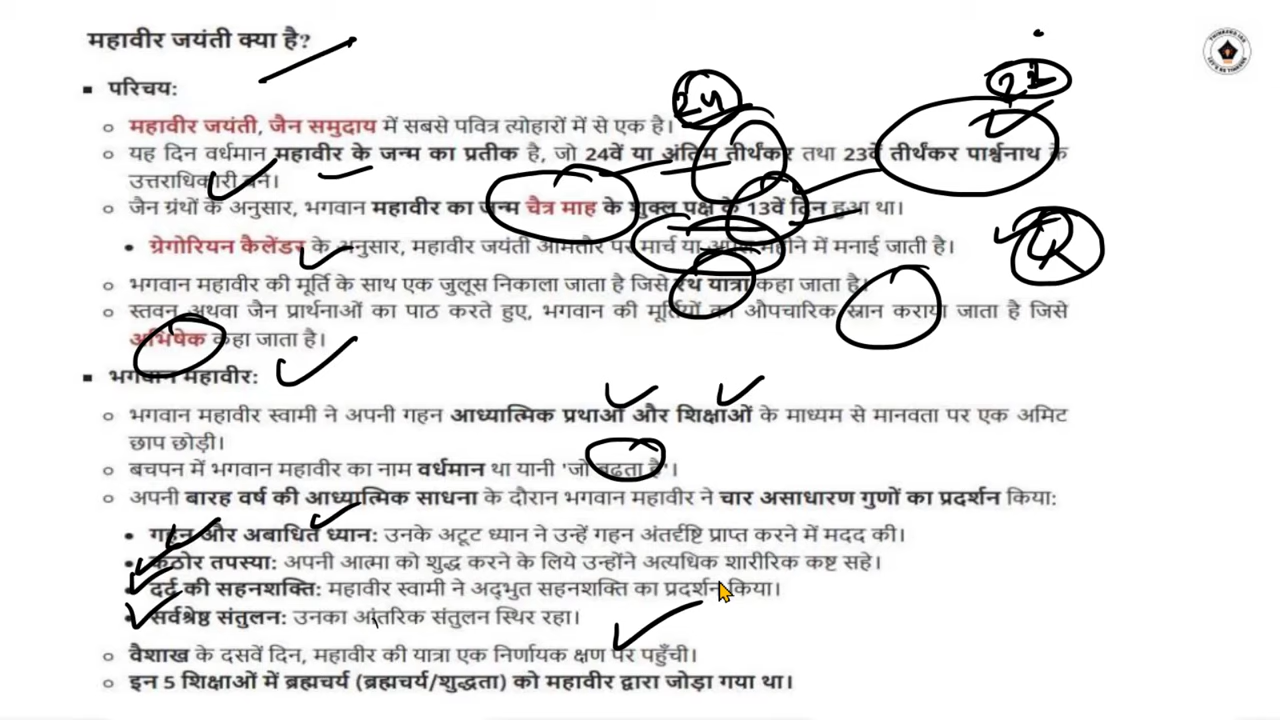 महावीर जयंती क्या है?
THINKERS IAS
LET'S BE THINKERS
24
परिचय:
महावीर जयंती, जैन समुदाय में सबसे पवित्र त्योहारों में से एक है।
यह दिन वर्धमान महावीर के जन्म का प्रतीक है, जो 24वें या अंतिम तीर्थंकर तथा 23वें तीर्थंकर पार्श्वनाथ के
उत्तराधिकारी बने।
जैन ग्रंथों के अनुसार, भगवान महावीर का जन्म चैत्र माह के शुक्ल पक्ष के 13वें दिन हुआ था।
ग्रेगोरियन कैलेंडर के अनुसार, महावीर जयंती आमतौर पर मार्च या अप्रैल महीने में मनाई जाती है।
भगवान महावीर की मूर्ति के साथ एक जुलूस निकाला जाता है जिसे रथ यात्रा कहा जाता है।
स्तवन अथवा जैन प्रार्थनाओं का पाठ करते हुए, भगवान की मूर्तियों का औपचारिक स्नान कराया जाता है जिसे
अभिषेक कहा जाता है।
भगवान महावीर:
भगवान महावीर स्वामी ने अपनी गहन आध्यात्मिक प्रथाओं और शिक्षाओं के माध्यम से मानवता पर एक अमिट
छाप छोड़ी।
बचपन में भगवान महावीर का नाम वर्धमान था यानी 'जो बढ़ता है'।
अपनी बारह वर्ष की आध्यात्मिक साधना के दौरान भगवान महावीर ने चार असाधारण गुणों का प्रदर्शन किया:
गहन और अबाधित ध्यान: उनके अटूट ध्यान ने उन्हें गहन अंतर्दृष्टि प्राप्त करने में मदद की।
कठोर तपस्या: अपनी आत्मा को शुद्ध करने के लिये उन्होंने अत्यधिक शारीरिक कष्ट सहे।
दर्द की सहनशक्ति: महावीर स्वामी ने अद्भुत सहनशक्ति का प्रदर्शन किया।
सर्वश्रेष्ठ संतुलन: उनका आंतरिक संतुलन स्थिर रहा।
वैशाख के दसवें दिन, महावीर की यात्रा एक निर्णायक क्षण पर पहुँची।
इन 5 शिक्षाओं में ब्रह्मचर्य (ब्रह्मचर्य/शुद्धता) को महावीर द्वारा जोड़ा गया था।